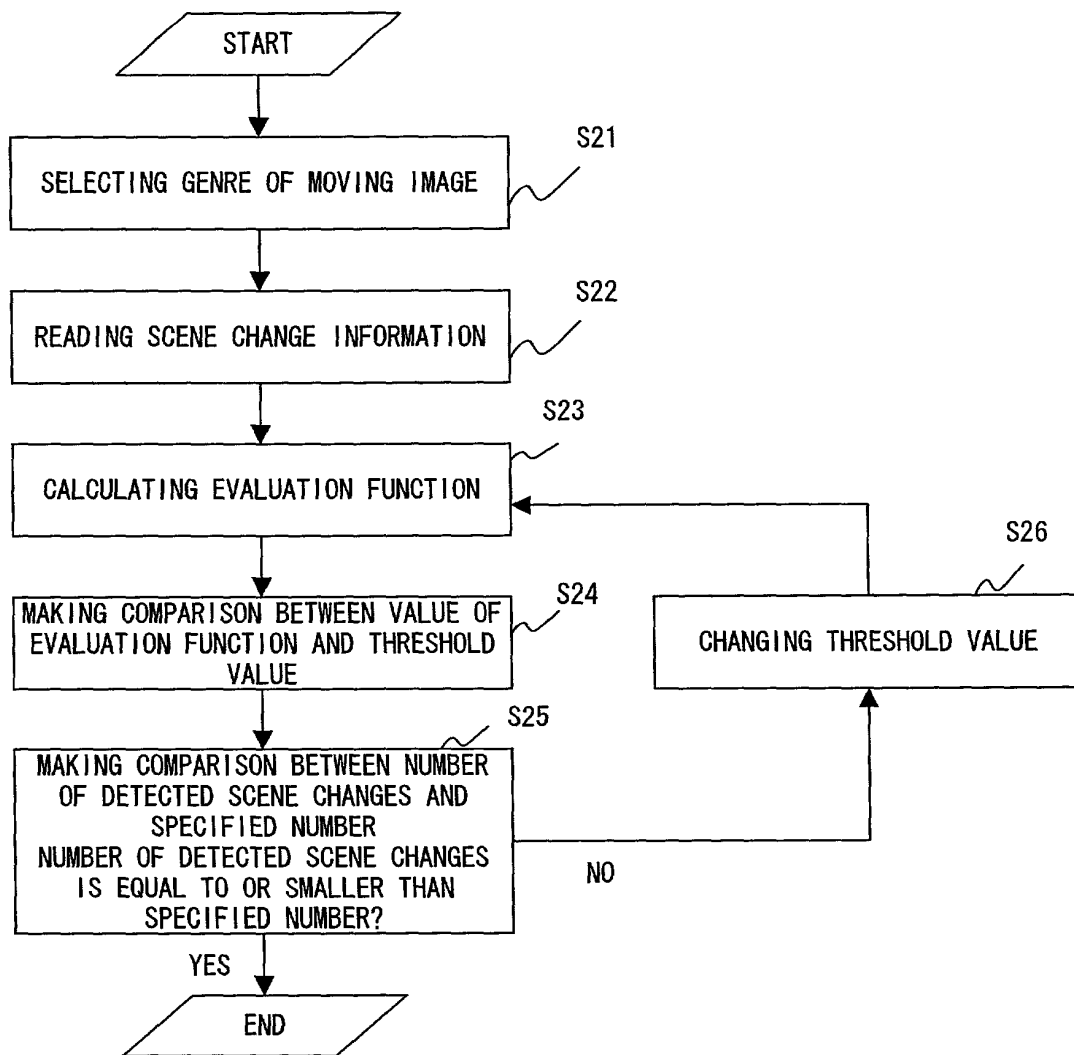 START
S21
SELECTING GENRE OF MOVING IMAGE
S22
READING SCENE CHANGE INFORMATION
S23
CALCULATING EVALUATION FUNCTION
S24
MAKING COMPARISON BETWEEN VALUE OF
EVALUATION FUNCTION AND THRESHOLD
VALUE
S26
CHANGING THRESHOLD VALUE
S25
MAKING COMPARISON BETWEEN NUMBER
OF DETECTED SCENE CHANGES AND
SPECIFIED NUMBER
NUMBER OF DETECTED SCENE CHANGES
IS EQUAL TO OR SMALLER THAN
SPECIFIED NUMBER?
NO
YES
END